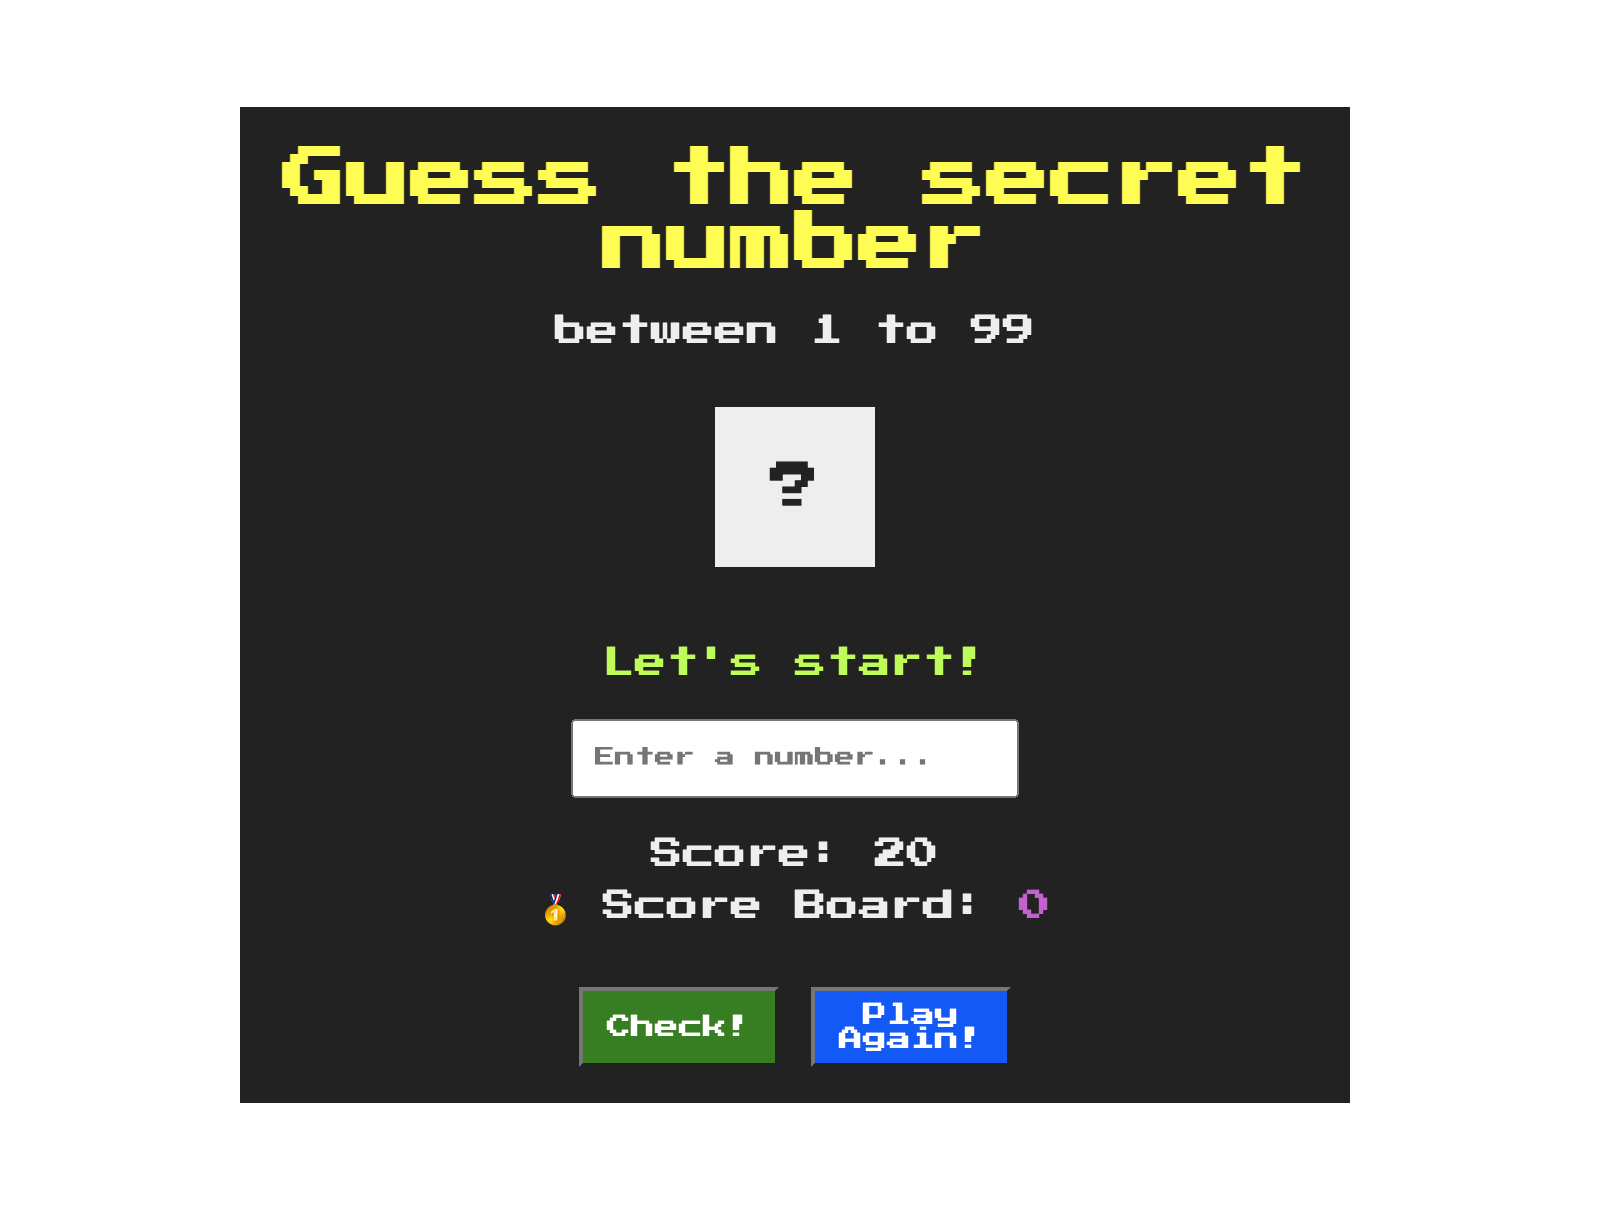 Guess the secret
number
between 1 to 99
?
Let's start!
Enter a number...
Score: 20
🥇 Score Board: 0
Check!
Play
Again!